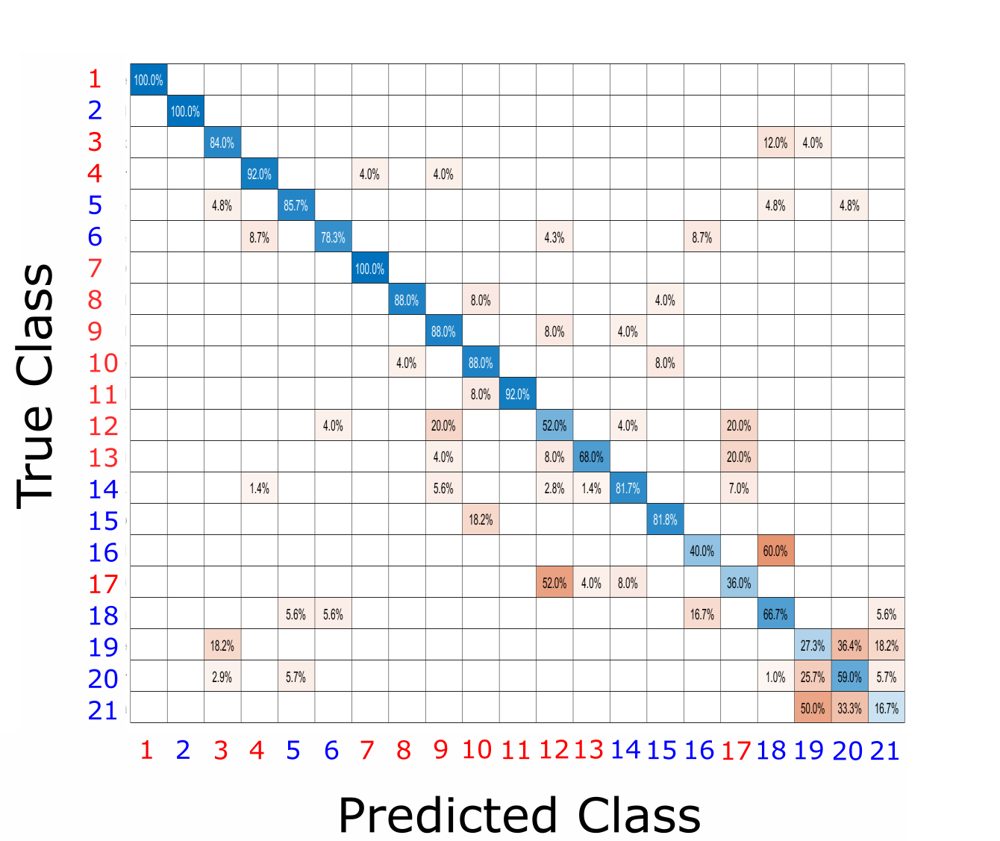 True Class
1 100.0%
2 100.0%
3 84.0% 12.0% 4.0%
4 92.0% 4.0% 4.0%
5 4.8% 85.7% 4.8% 4.8%
6 8.7% 78.3% 4.3% 8.7%
7 100.0%
8 88.0% 8.0% 4.0%
9 88.0% 8.0% 4.0%
10 4.0% 88.0% 8.0%
11 8.0% 92.0%
12 4.0% 20.0% 52.0% 4.0% 20.0%
13 4.0% 8.0% 68.0% 20.0%
14 1.4% 5.6% 2.8% 1.4% 81.7% 7.0%
15 18.2% 81.8%
16 40.0% 60.0%
17 52.0% 4.0% 8.0% 36.0%
18 5.6% 5.6% 16.7% 66.7% 5.6%
19 18.2% 27.3% 36.4% 18.2%
20 2.9% 5.7% 1.0% 25.7% 59.0% 5.7%
21 50.0% 33.3% 16.7%
1 2 3 4 5 6 7 8 9 10 11 12 13 14 15 16 17 18 19 20 21
Predicted Class